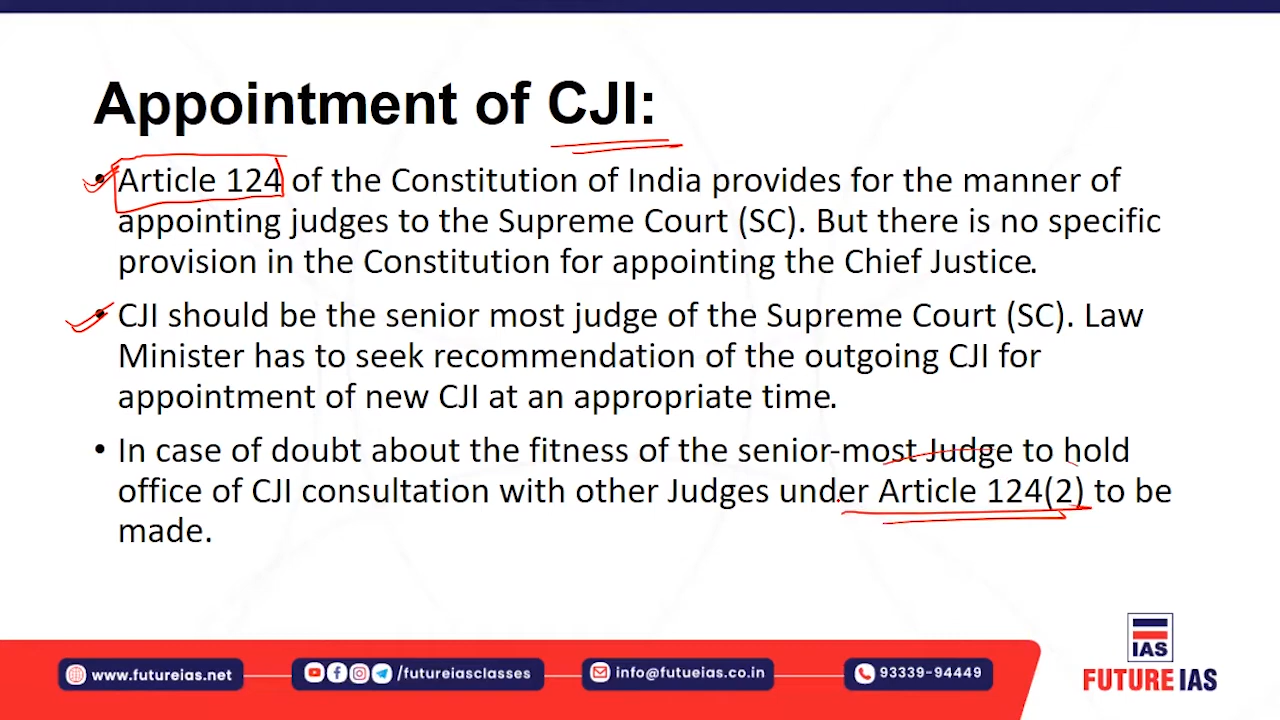 Appointment of CJI:
• Article 124 of the Constitution of India provides for the manner of
appointing judges to the Supreme Court (SC). But there is no specific
provision in the Constitution for appointing the Chief Justice.
• CJI should be the senior most judge of the Supreme Court (SC). Law
Minister has to seek recommendation of the outgoing CJI for
appointment of new CJI at an appropriate time.
• In case of doubt about the fitness of the senior-most Judge to hold
office of CJI consultation with other Judges under Article 124(2) to be
made.
IAS
www.futureias.net
/futureiasclasses
info@futueias.co.in
93339-94449
FUTURE IAS